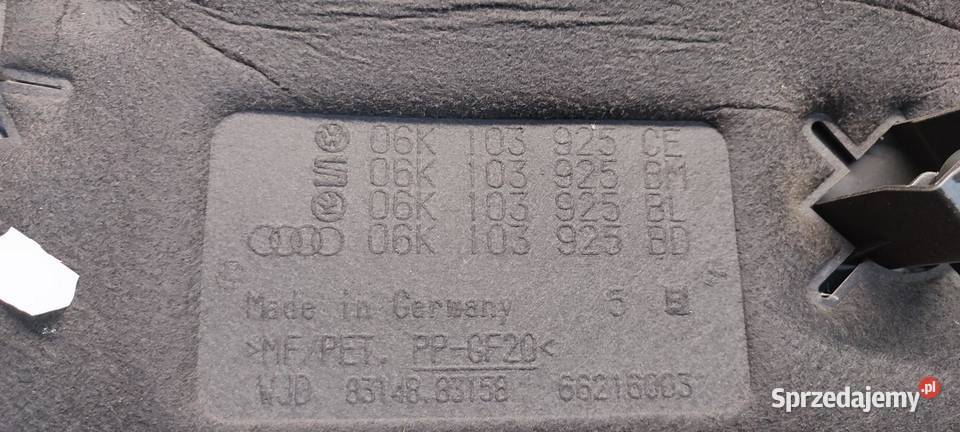 06K 103 925 CE
06K 103 925 BM
06K 103 925 BL
06K 103 925 BD
Made in Germany 5
>MF/PET, PP-GF20<
WJD 83148.83158 66216803
Sprzedajemy.pl